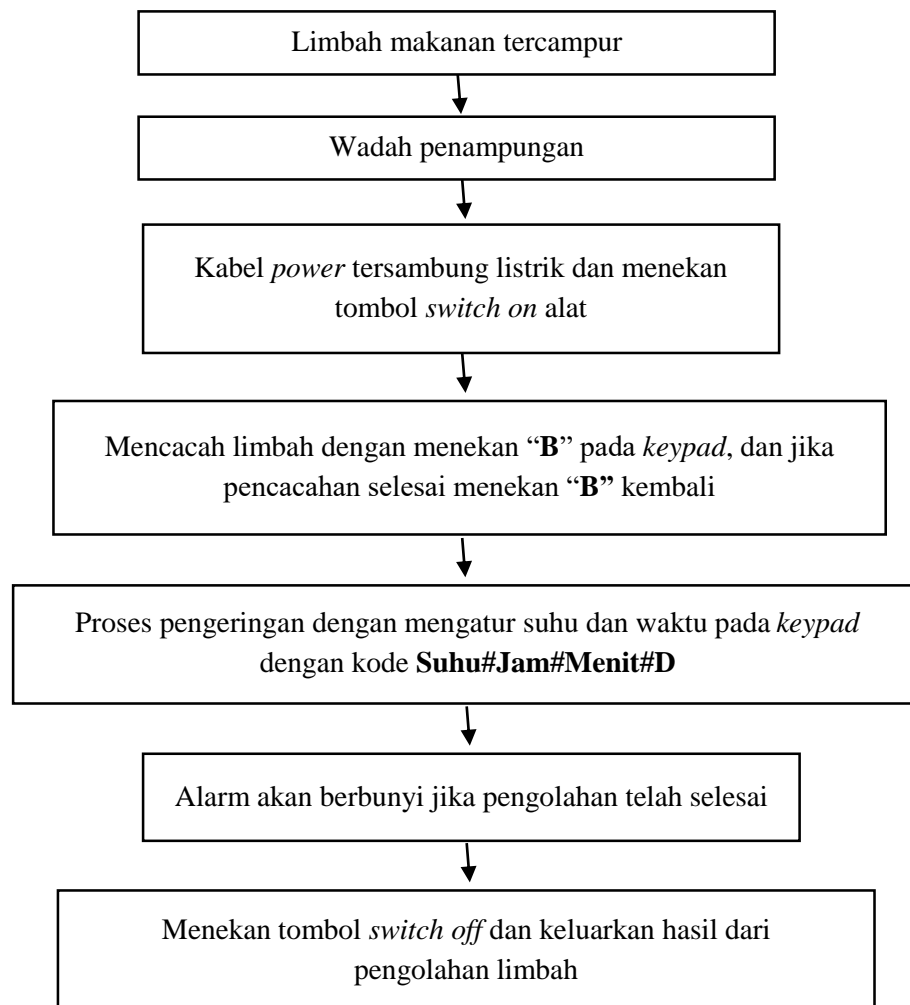 Limbah makanan tercampur
Wadah penampungan
Kabel power tersambung listrik dan menekan
tombol switch on alat
Mencacah limbah dengan menekan “B” pada keypad, dan jika
pencacahan selesai menekan “B” kembali
Proses pengeringan dengan mengatur suhu dan waktu pada keypad
dengan kode Suhu#Jam#Menit#D
Alarm akan berbunyi jika pengolahan telah selesai
Menekan tombol switch off dan keluarkan hasil dari
pengolahan limbah